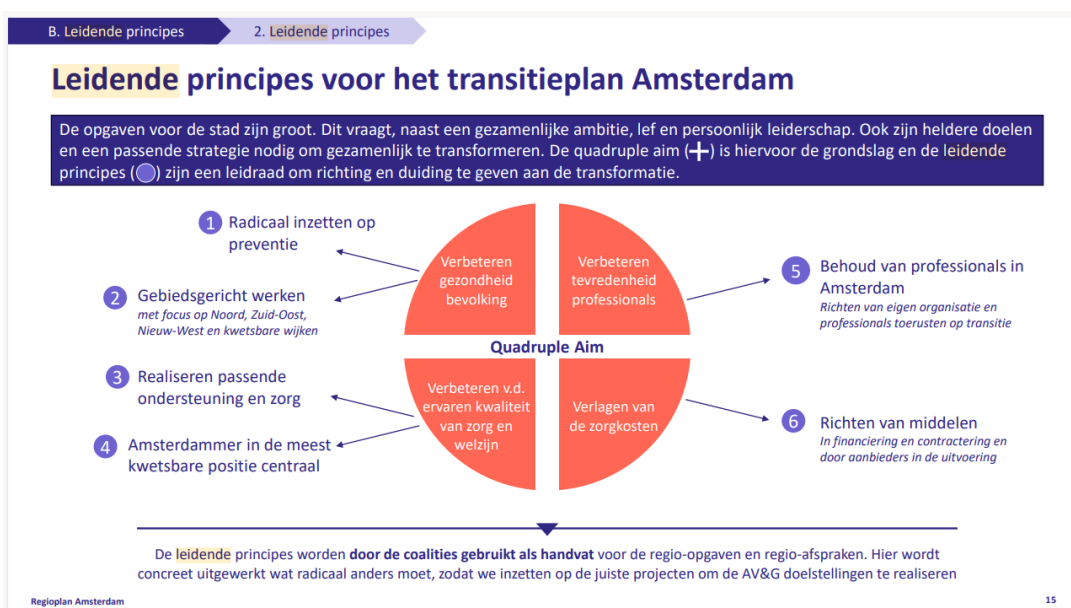 B. Leidende principes
2. Leidende principes
Leidende principes voor het transitieplan Amsterdam
De opgaven voor de stad zijn groot. Dit vraagt, naast een gezamenlijke ambitie, lef en persoonlijk leiderschap. Ook zijn heldere doelen
en een passende strategie nodig om gezamenlijk te transformeren. De quadruple aim (+) is hiervoor de grondslag en de leidende
principes ( ) zijn een leidraad om richting en duiding te geven aan de transformatie.
1 Radicaal inzetten op
preventie
2 Gebiedsgericht werken
met focus op Noord, Zuid-Oost,
Nieuw-West en kwetsbare wijken
3 Realiseren passende
ondersteuning en zorg
4 Amsterdammer in de meest
kwetsbare positie centraal
Verbeteren
gezondheid
bevolking
Verbeteren
tevredenheid
professionals
Quadruple Aim
Verbeteren v.d.
ervaren kwaliteit
van zorg en
welzijn
Verlagen van
de zorgkosten
5 Behoud van professionals in
Amsterdam
Richten van eigen organisatie en
professionals toerusten op transitie
6 Richten van middelen
In financiering en contractering en
door aanbieders in de uitvoering
De leidende principes worden door de coalities gebruikt als handvat voor de regio-opgaven en regio-afspraken. Hier wordt
concreet uitgewerkt wat radicaal anders moet, zodat we inzetten op de juiste projecten om de AV&G doelstellingen te realiseren
Regioplan Amsterdam
15